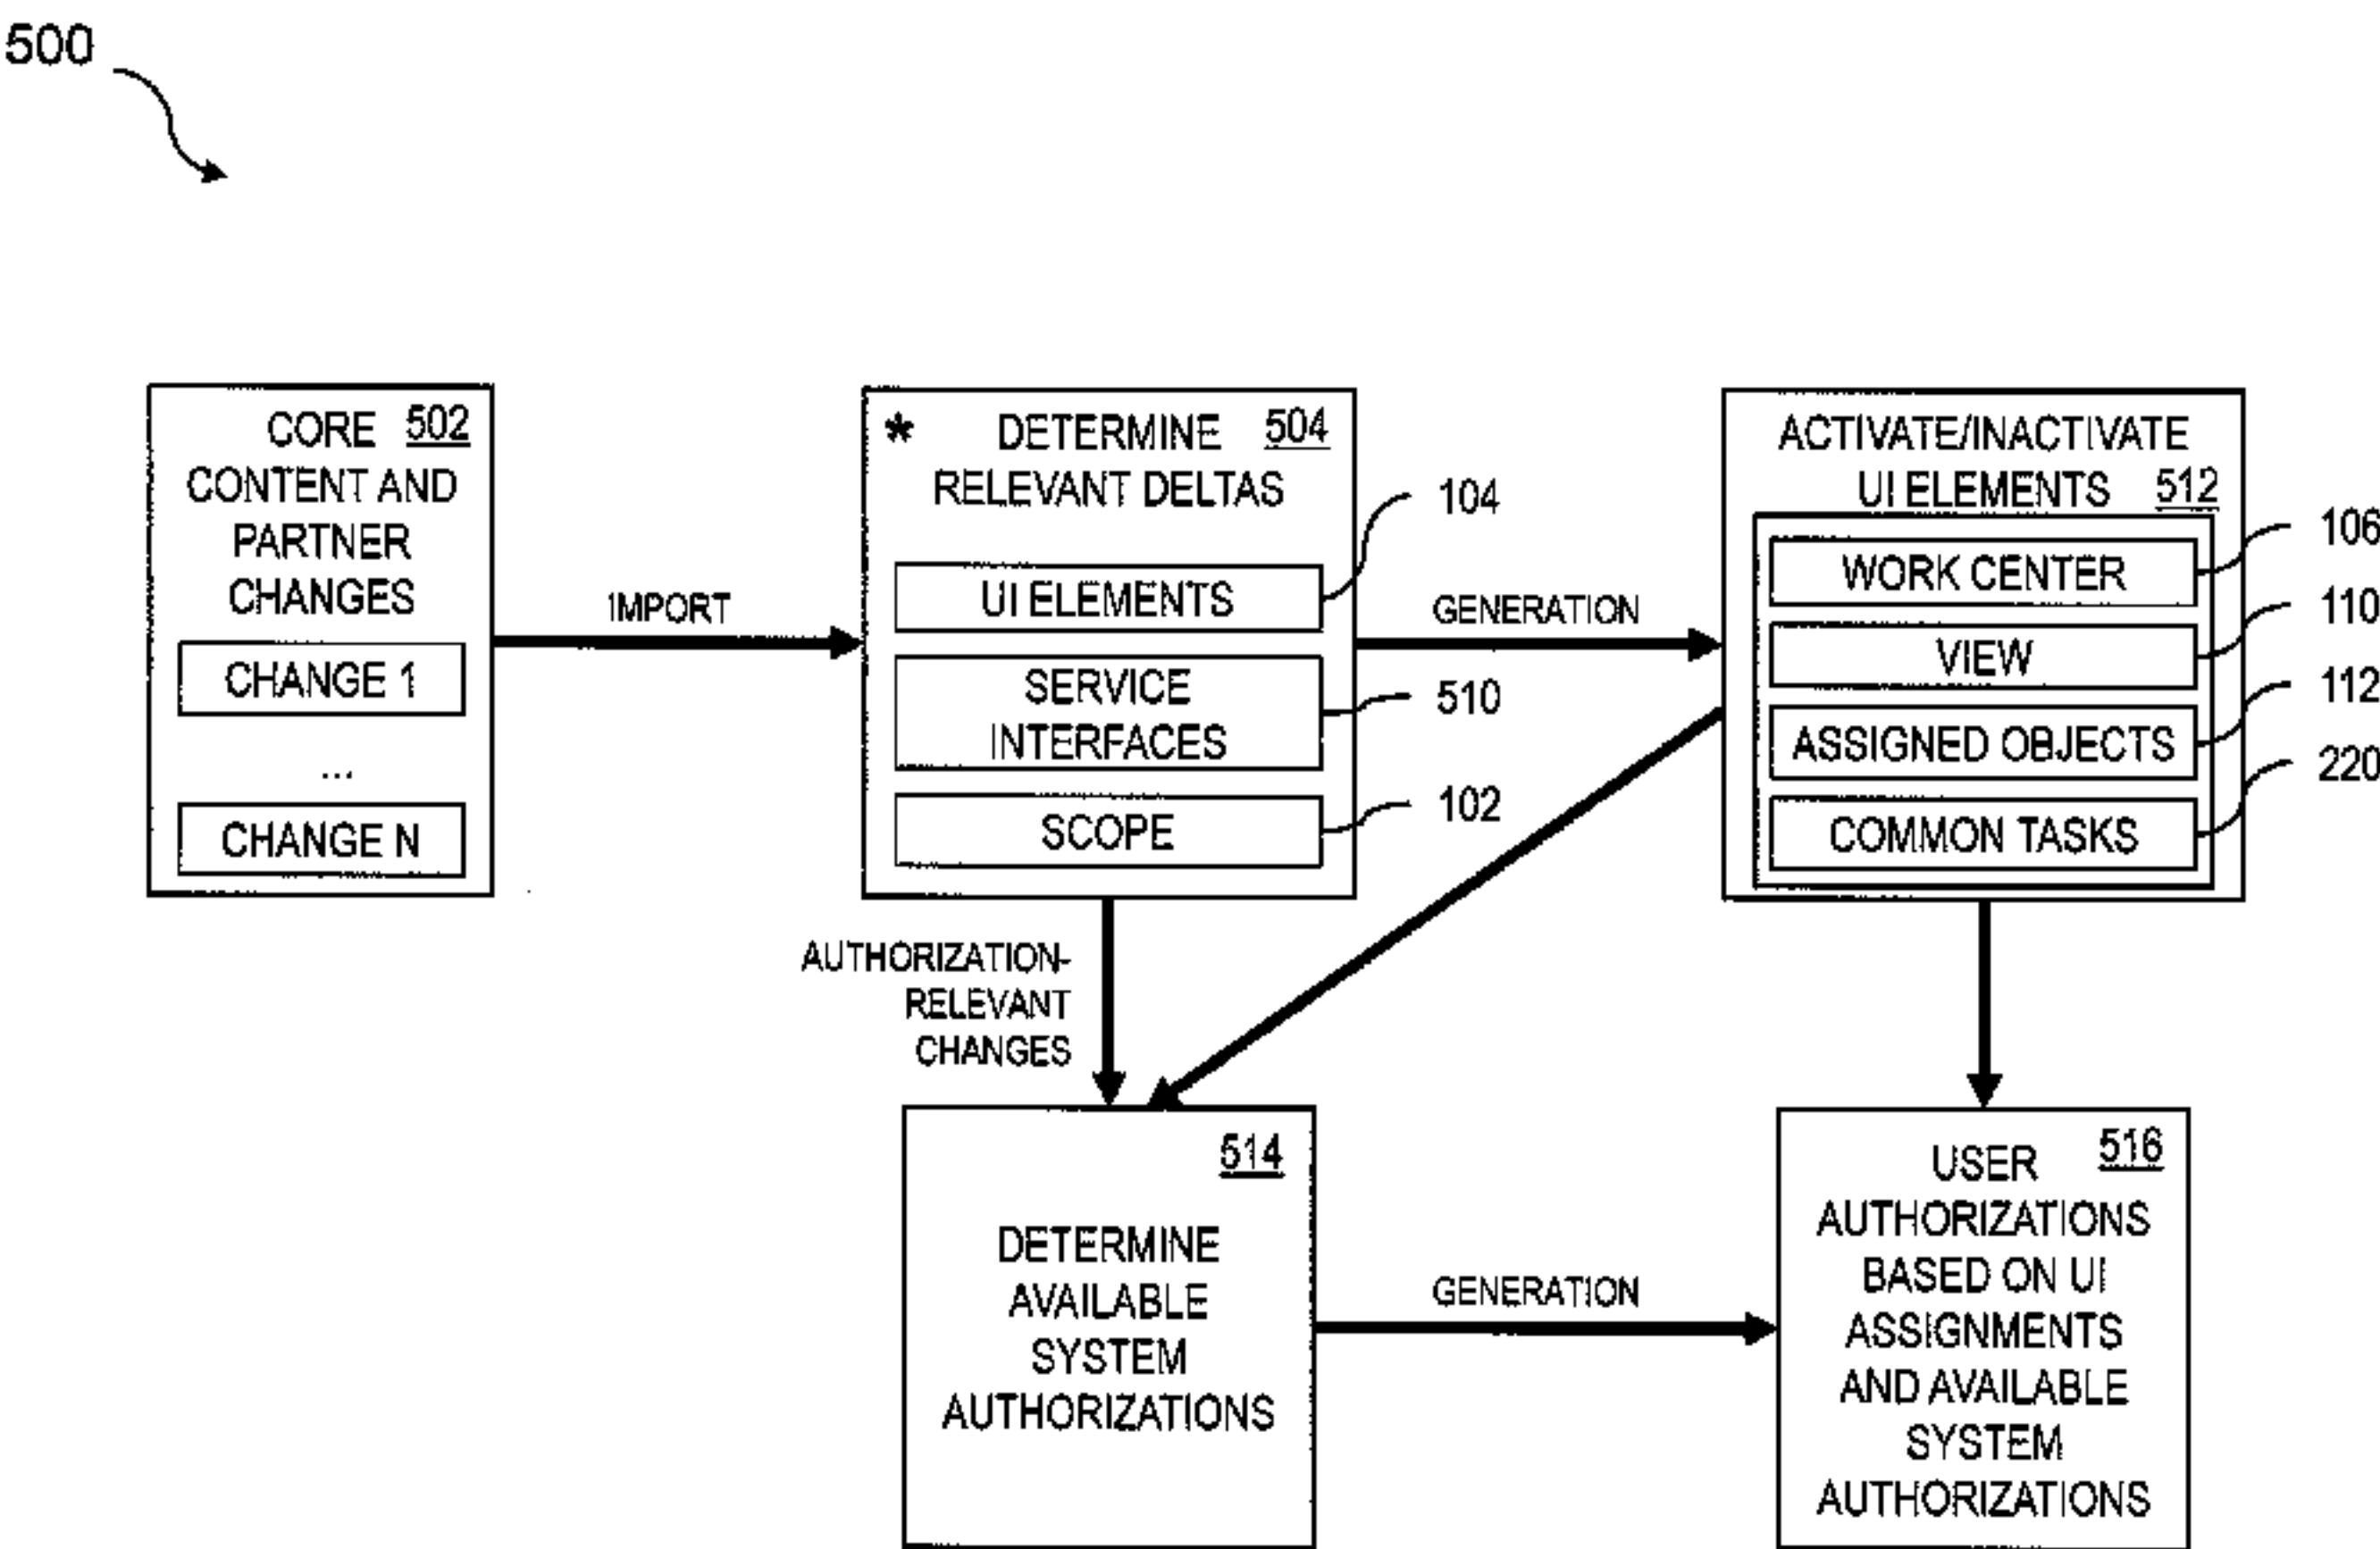 500
CORE 502
CONTENT AND
PARTNER
CHANGES
CHANGE 1
...
CHANGE N
IMPORT
* DETERMINE 504
RELEVANT DELTAS
UI ELEMENTS
104
SERVICE
INTERFACES
510
SCOPE
102
GENERATION
ACTIVATE/INACTIVATE
UI ELEMENTS 512
WORK CENTER
106
VIEW
110
ASSIGNED OBJECTS
112
COMMON TASKS
220
AUTHORIZATION-
RELEVANT
CHANGES
514
DETERMINE
AVAILABLE
SYSTEM
AUTHORIZATIONS
GENERATION
USER 516
AUTHORIZATIONS
BASED ON UI
ASSIGNMENTS
AND AVAILABLE
SYSTEM
AUTHORIZATIONS